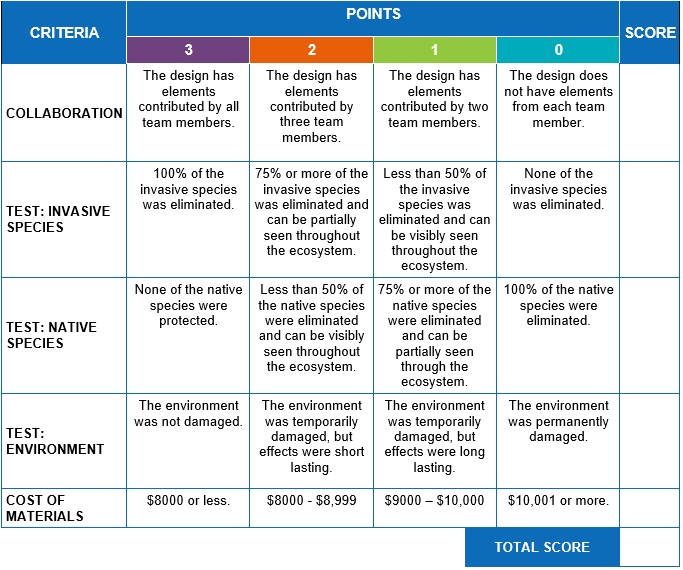 CRITERIA
POINTS
SCORE
3
2
1
0
COLLABORATION
The design has
elements
contributed by all
team members.
The design has
elements
contributed by
three team
members.
The design has
elements
contributed by two
team members.
The design does
not have elements
from each team
member.
TEST: INVASIVE
SPECIES
100% of the
invasive species
was eliminated.
75% or more of the
invasive species
was eliminated and
can be partially
seen throughout
the ecosystem.
Less than 50% of
the invasive
species was
eliminated and can
be visibly seen
throughout the
ecosystem.
None of the
invasive species
was eliminated.
TEST: NATIVE
SPECIES
None of the native
species were
protected.
Less than 50% of
the native species
were eliminated
and can be visibly
seen throughout
the ecosystem.
75% or more of the
native species
were eliminated
and can be
partially seen
through the
ecosystem.
100% of the native
species were
eliminated.
TEST:
ENVIRONMENT
The environment
was not damaged.
The environment
was temporarily
damaged, but
effects were short
lasting.
The environment
was temporarily
damaged, but
effects were long
lasting.
The environment
was permanently
damaged.
COST OF
MATERIALS
$8000 or less.
$8000 - $8,999
$9000 – $10,000
$10,001 or more.
TOTAL SCORE